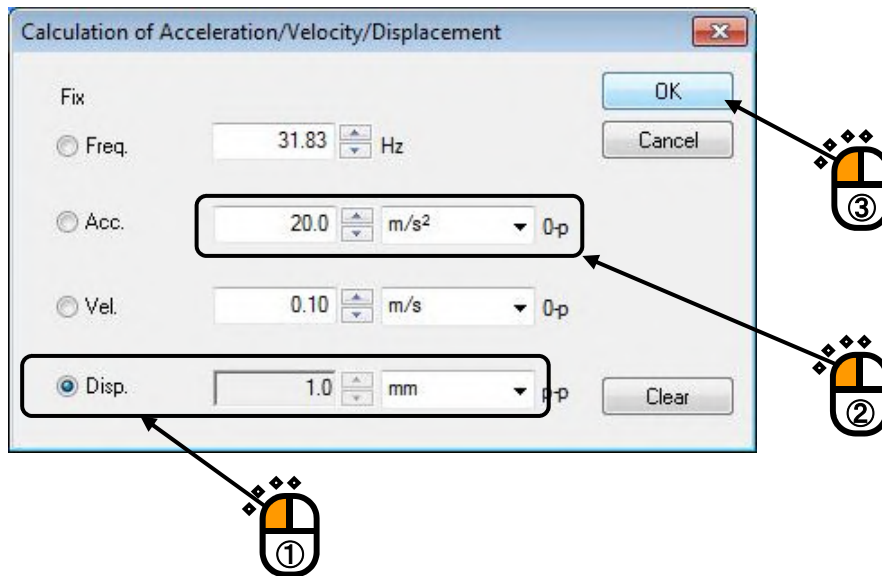 Calculation of Acceleration/Velocity/Displacement
Fix
OK
Freq. 31.83 Hz
Cancel
Acc. 20.0 m/s² 0-p
③
Vel. 0.10 m/s 0-p
Disp. 1.0 mm p-p
Clear
②
①